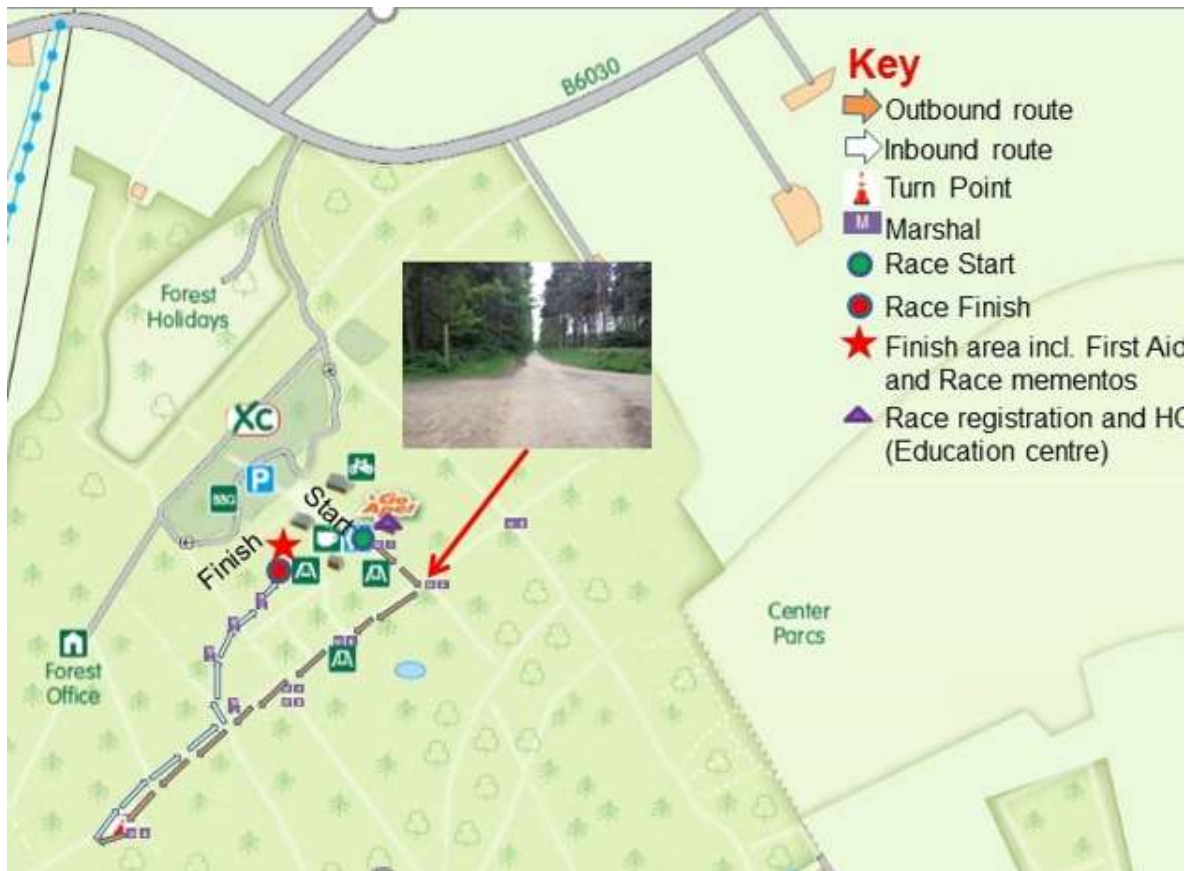 B6030
Key
Outbound route
Inbound route
Turn Point
M Marshal
Race Start
Race Finish
Finish area incl. First Aid
and Race mementos
Race registration and HQ
(Education centre)
Forest
Holidays
XC
P
BBQ
Go
Ape!
Start
Finish
Forest
Office
Center
Parcs